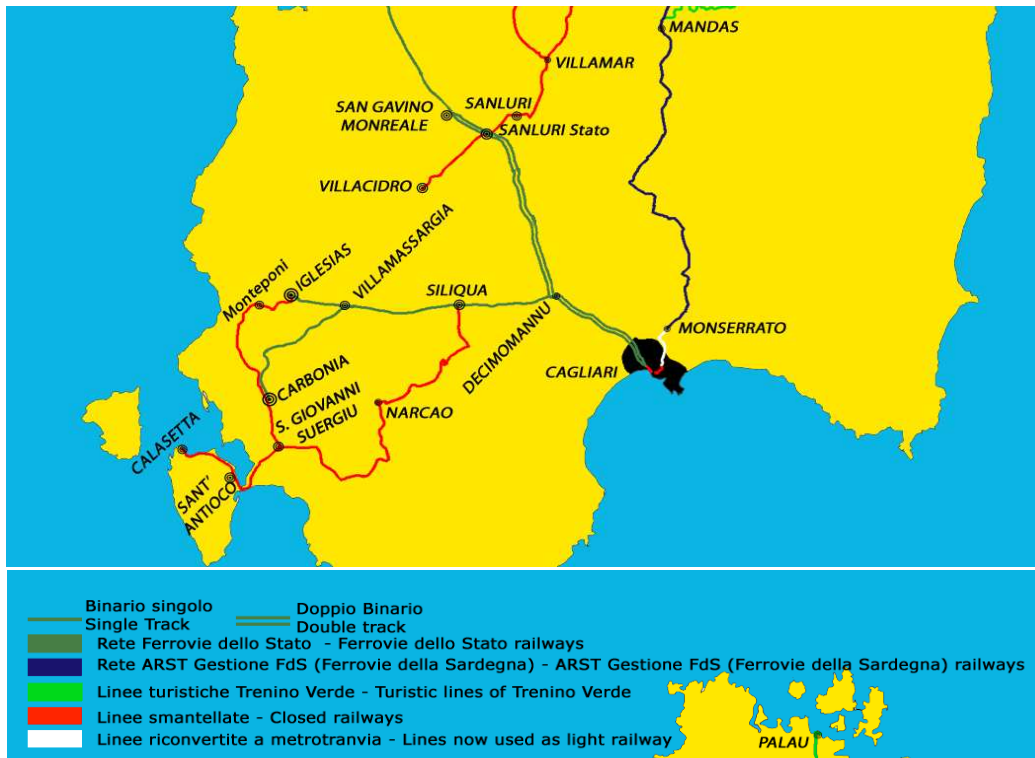 MANDAS
VILLAMAR
SAN GAVINO
MONREALE
SANLURI
SANLURI Stato
VILLACIDRO
VILLAMASSARGIA
IGLESIAS
Monteponi
SILIQUA
DECIMOMANNU
MONSERRATO
CAGLIARI
CARBONIA
S. GIOVANNI
SUERGIU
NARCAO
CALASETTA
SANT'
ANTIOCO
Binario singolo
Single Track
Doppio Binario
Double track
Rete Ferrovie dello Stato - Ferrovie dello Stato railways
Rete ARST Gestione FdS (Ferrovie della Sardegna) - ARST Gestione FdS (Ferrovie della Sardegna) railways
Linee turistiche Trenino Verde - Turistic lines of Trenino Verde
Linee smantellate - Closed railways
Linee riconvertite a metrotranvia - Lines now used as light railway
PALAU